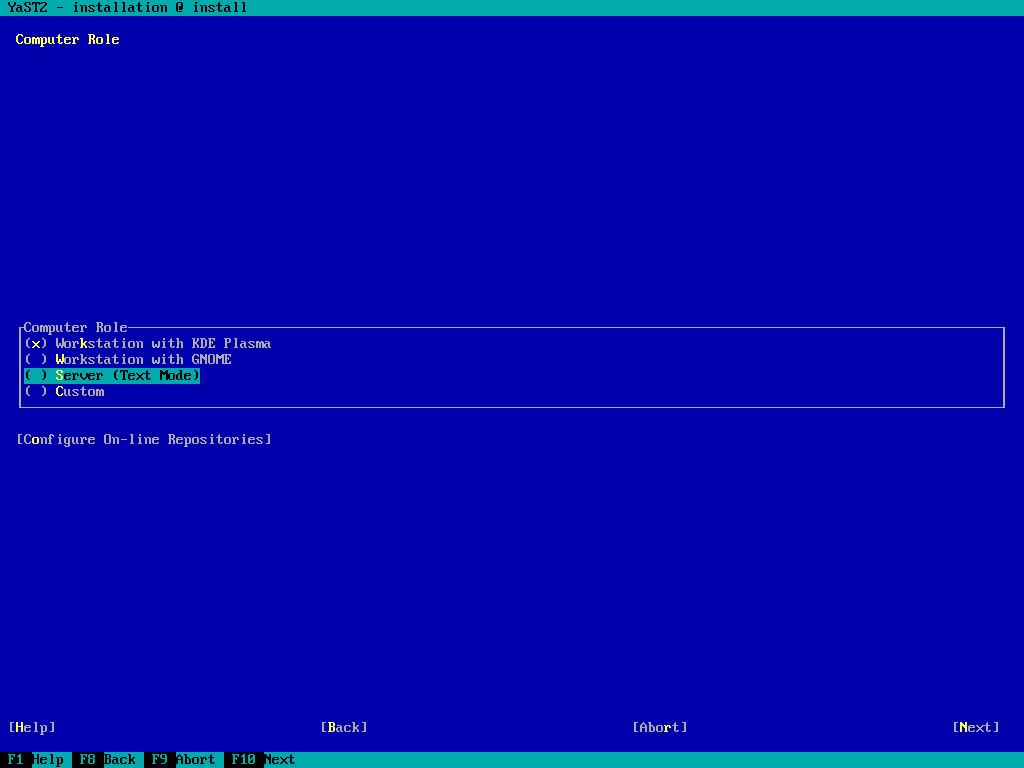 YaST2 - installation @ install
Computer Role
Computer Role
(x) Workstation with KDE Plasma
( ) Workstation with GNOME
( ) Server (Text Mode)
( ) Custom
[Configure On-line Repositories]
[Help] [Back] [Abort] [Next]
F1 Help F8 Back F9 Abort F10 Next